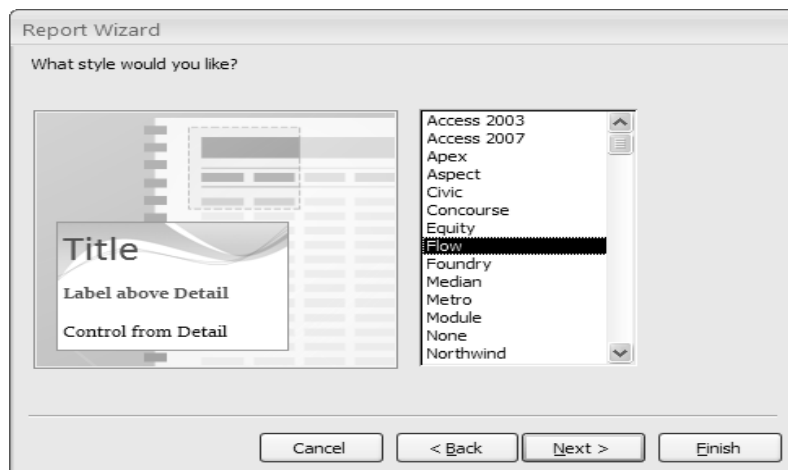 Report Wizard
What style would you like?
Title
Label above Detail
Control from Detail
Access 2003
Access 2007
Apex
Aspect
Civic
Concourse
Equity
Flow
Foundry
Median
Metro
Module
None
Northwind
Cancel
< Back
Next >
Finish